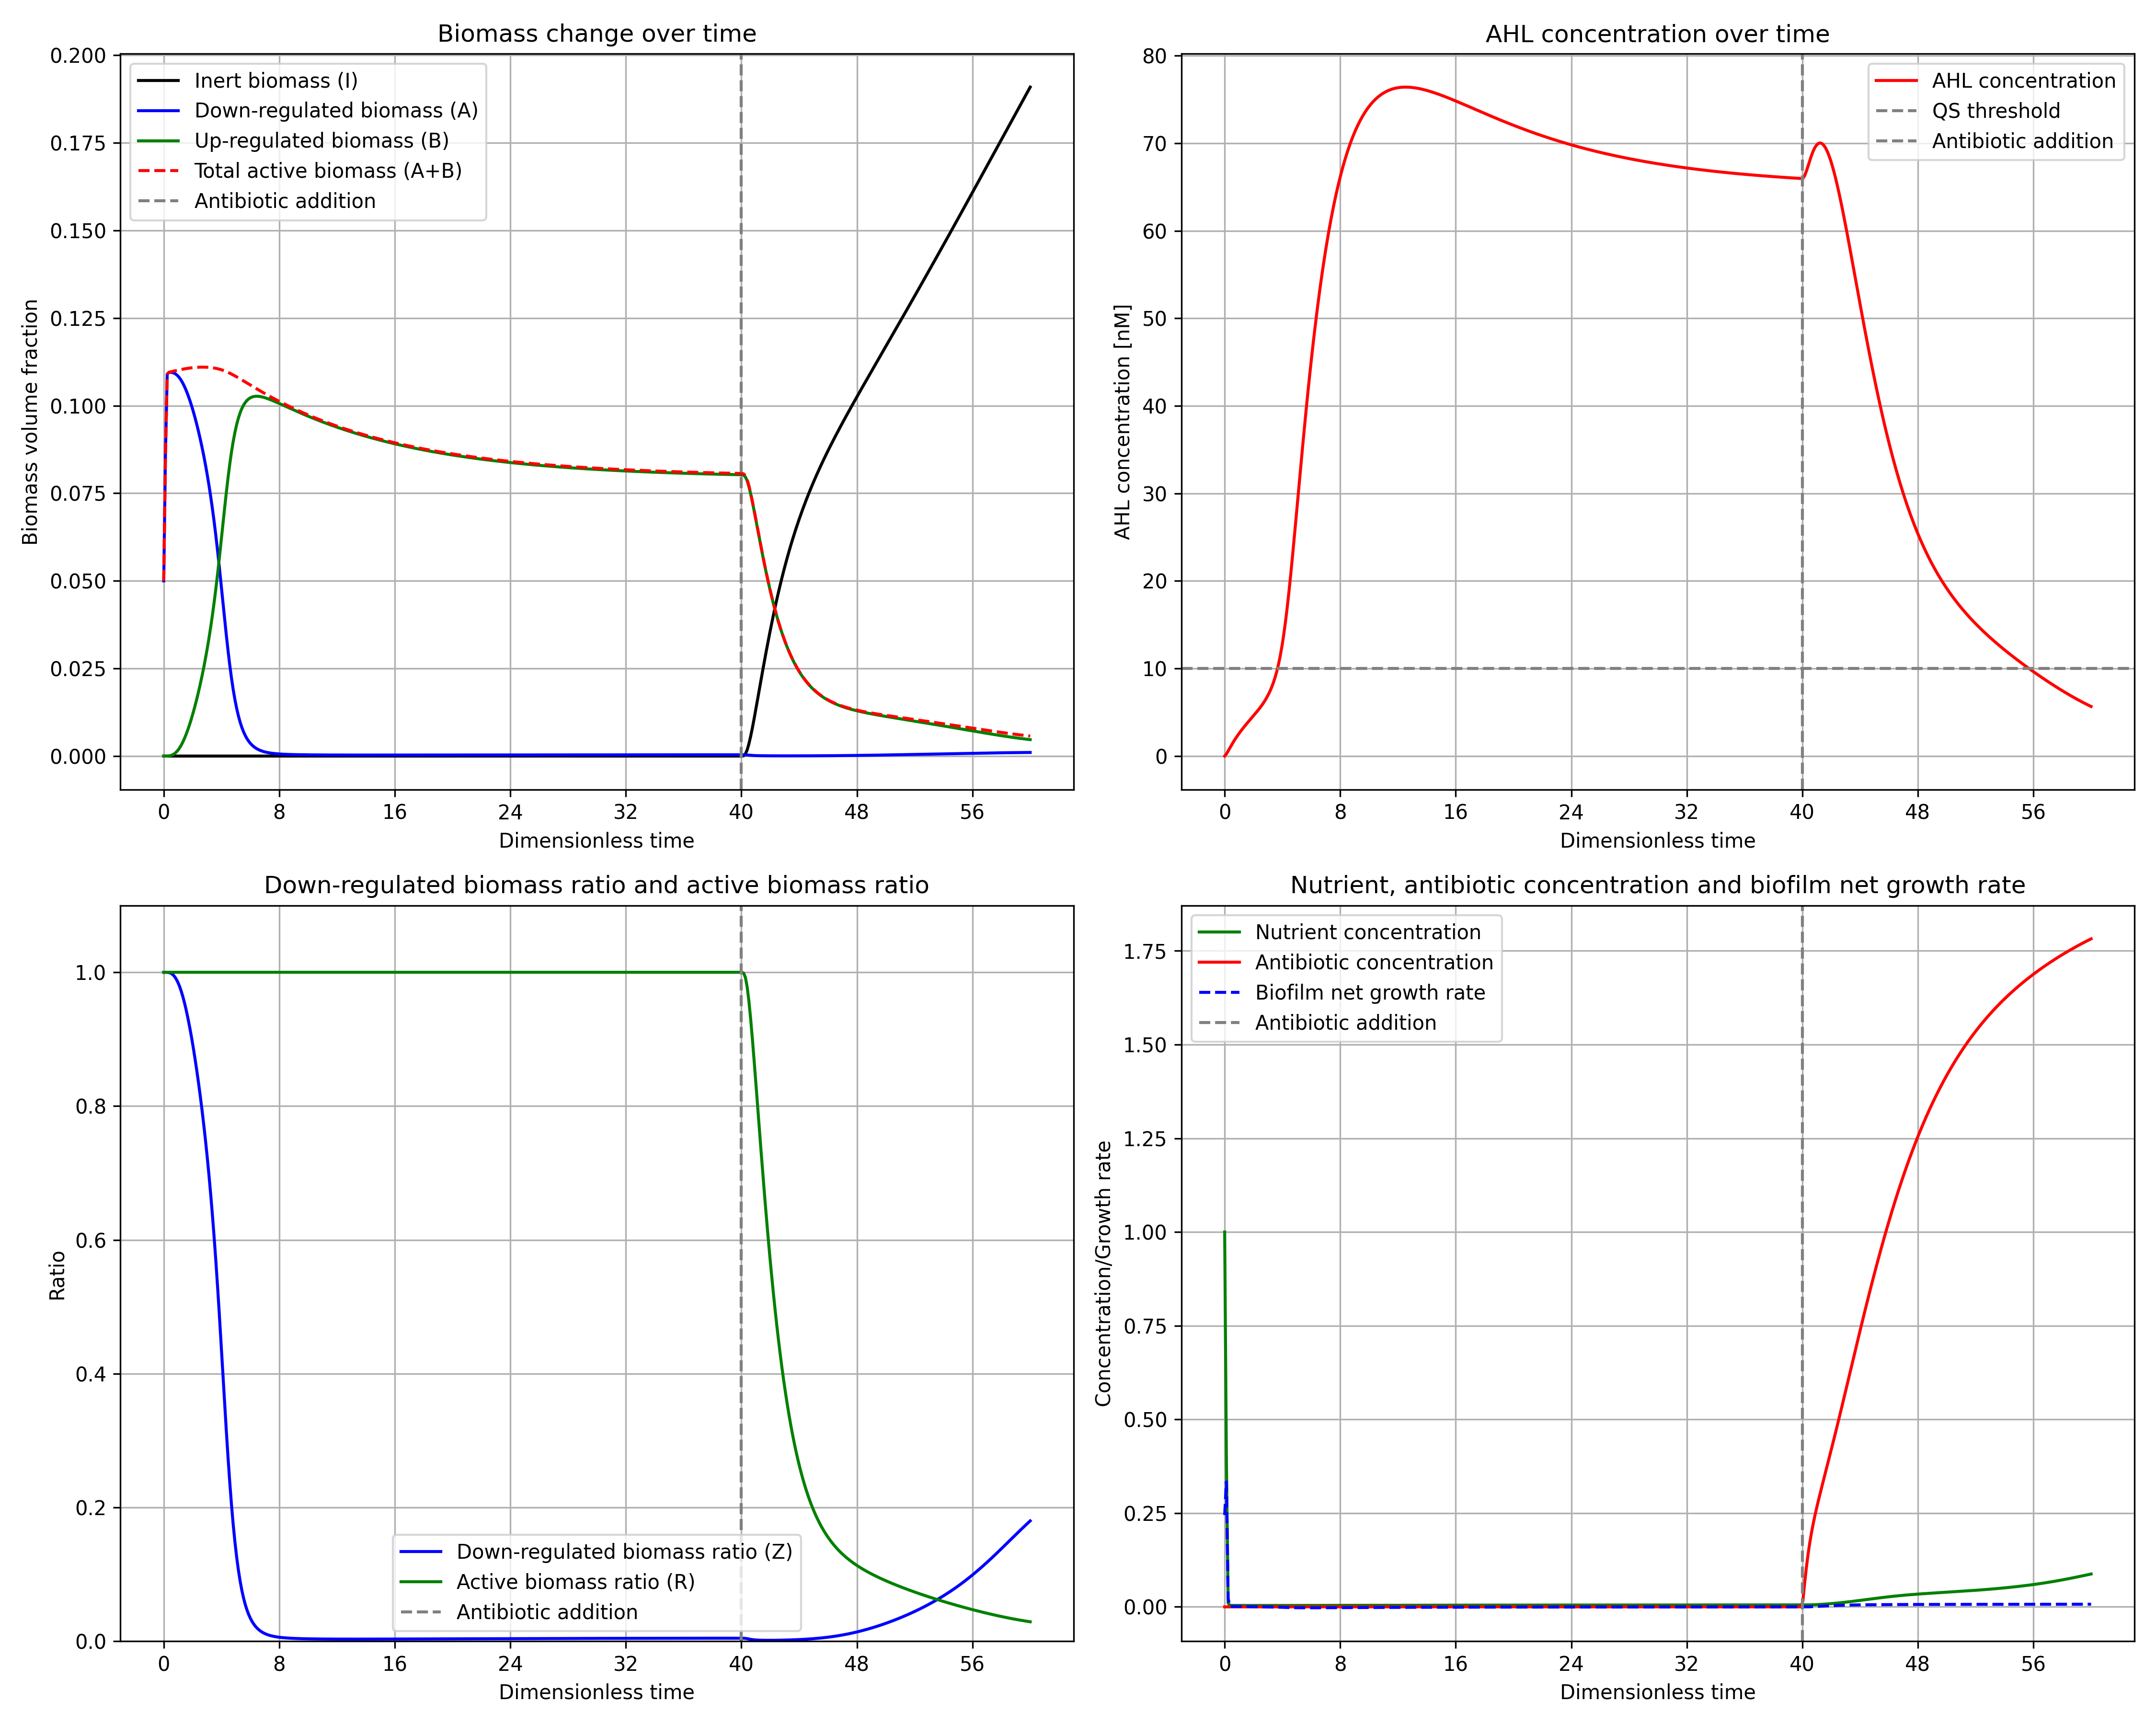 Biomass change over time
0.200
0.175
0.150
0.125
0.100
0.075
0.050
0.025
0.000
Biomass volume fraction
Inert biomass (I)
Down-regulated biomass (A)
Up-regulated biomass (B)
Total active biomass (A+B)
Antibiotic addition
0 8 16 24 32 40 48 56
Dimensionless time
AHL concentration over time
80
70
60
50
40
30
20
10
0
AHL concentration [nM]
AHL concentration
QS threshold
Antibiotic addition
0 8 16 24 32 40 48 56
Dimensionless time
Down-regulated biomass ratio and active biomass ratio
1.0
0.8
0.6
0.4
0.2
0.0
Ratio
Down-regulated biomass ratio (Z)
Active biomass ratio (R)
Antibiotic addition
0 8 16 24 32 40 48 56
Dimensionless time
Nutrient, antibiotic concentration and biofilm net growth rate
1.75
1.50
1.25
1.00
0.75
0.50
0.25
0.00
Concentration/Growth rate
Nutrient concentration
Antibiotic concentration
Biofilm net growth rate
Antibiotic addition
0 8 16 24 32 40 48 56
Dimensionless time